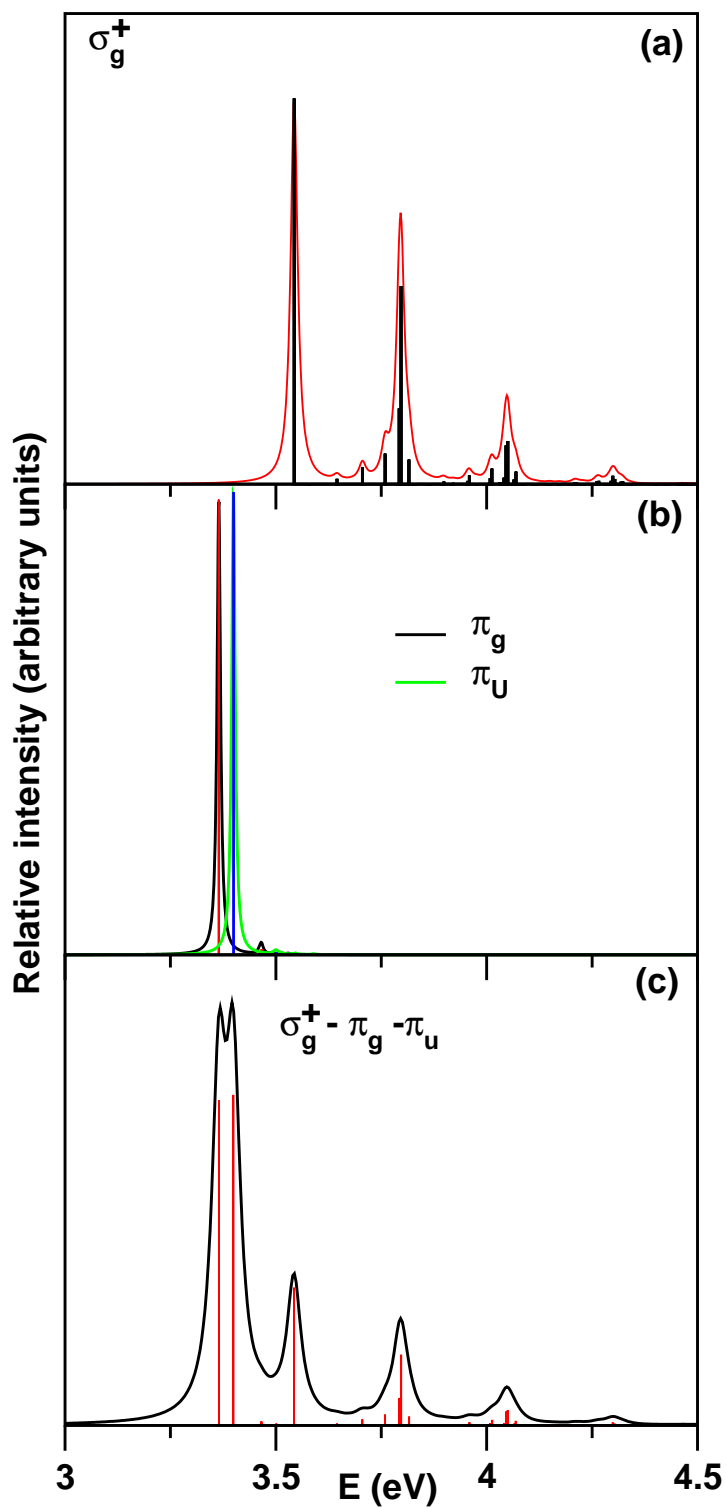 σg+ (a)
(b)
πg
πU
(c)
σg+ - πg -πu
3 3.5 4 4.5
E (eV)
Relative intensity (arbitrary units)